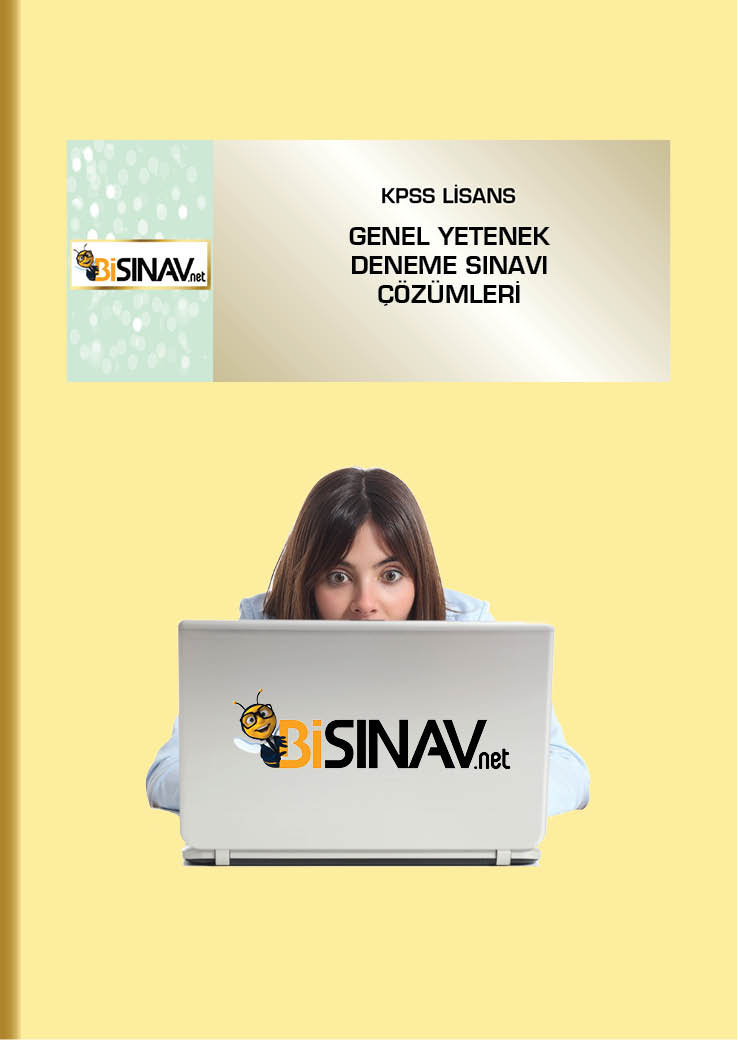 KPSS LİSANS
GENEL YETENEK
DENEME SINAVI
ÇÖZÜMLERİ
BiSINAV.net
BiSINAV.net